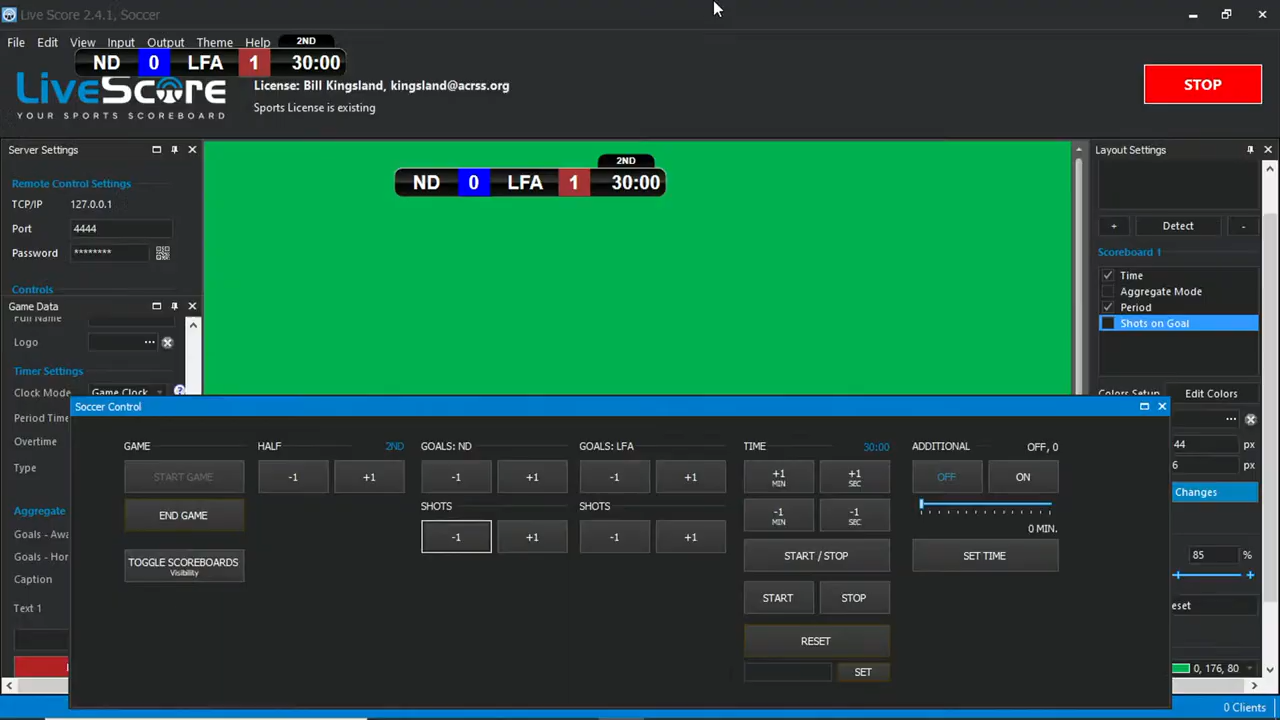 Live Score 2.4.1, Soccer
File Edit View Input Output Theme Help
2ND
ND 0 LFA 1 30:00
LiveScore
YOUR SPORTS SCOREBOARD
License: Bill Kingsland, kingsland@acrss.org
Sports License is existing
STOP
Server Settings
Remote Control Settings
TCP/IP 127.0.0.1
Port 4444
Password ********
Controls
Game Data
Full Name
Logo ...
Timer Settings
Clock Mode Game Clock ?
Period Time
Overtime
Type
Aggregate
Goals - Awa
Goals - Hor
Caption
Text 1
2ND
ND 0 LFA 1 30:00
Layout Settings
+ Detect -
Scoreboard 1
Time
Aggregate Mode
Period
Shots on Goal
Colors Setup Edit Colors
...
44 px
6 px
Changes
85 %
eset
0, 176, 80
Soccer Control
GAME
START GAME
END GAME
TOGGLE SCOREBOARDS
Visibility
HALF 2ND
-1 +1
GOALS: ND
-1 +1
SHOTS
-1 +1
GOALS: LFA
-1 +1
SHOTS
-1 +1
TIME 30:00
+1 MIN
+1 SEC
-1 MIN
-1 SEC
START / STOP
START STOP
RESET
SET
ADDITIONAL OFF, 0
OFF ON
0 MIN.
SET TIME
0 Clients